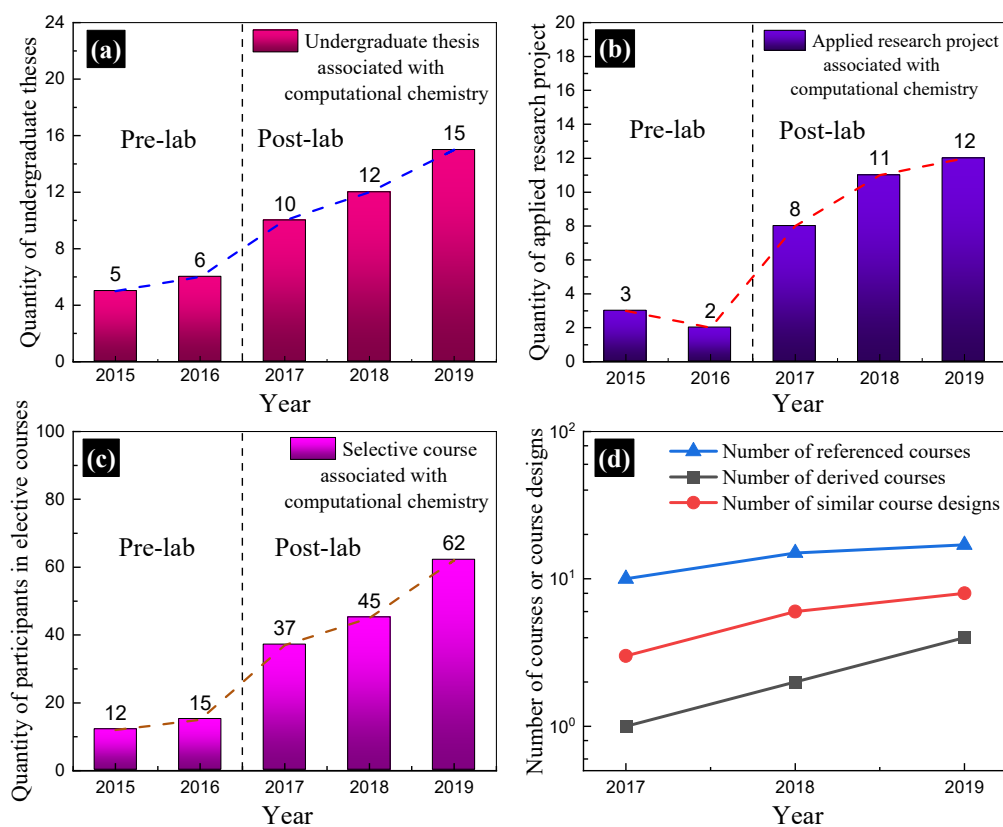 (a)
Undergraduate thesis
associated with
computational chemistry
Pre-lab
Post-lab
5
6
10
12
15
24
20
16
12
8
4
0
2015 2016 2017 2018 2019
Year
Quantity of undergraduate theses
(b)
Applied research project
associated with
computational chemistry
Pre-lab
Post-lab
3
2
8
11
12
20
18
16
14
12
10
8
6
4
2
0
2015 2016 2017 2018 2019
Year
Quantity of applied research project
(c)
Selective course
associated with
computational chemistry
Pre-lab
Post-lab
12
15
37
45
62
100
80
60
40
20
0
2015 2016 2017 2018 2019
Year
Quantity of participants in elective courses
(d)
Number of referenced courses
Number of derived courses
Number of similar course designs
10²
10¹
10⁰
2017 2018 2019
Year
Number of courses or course designs